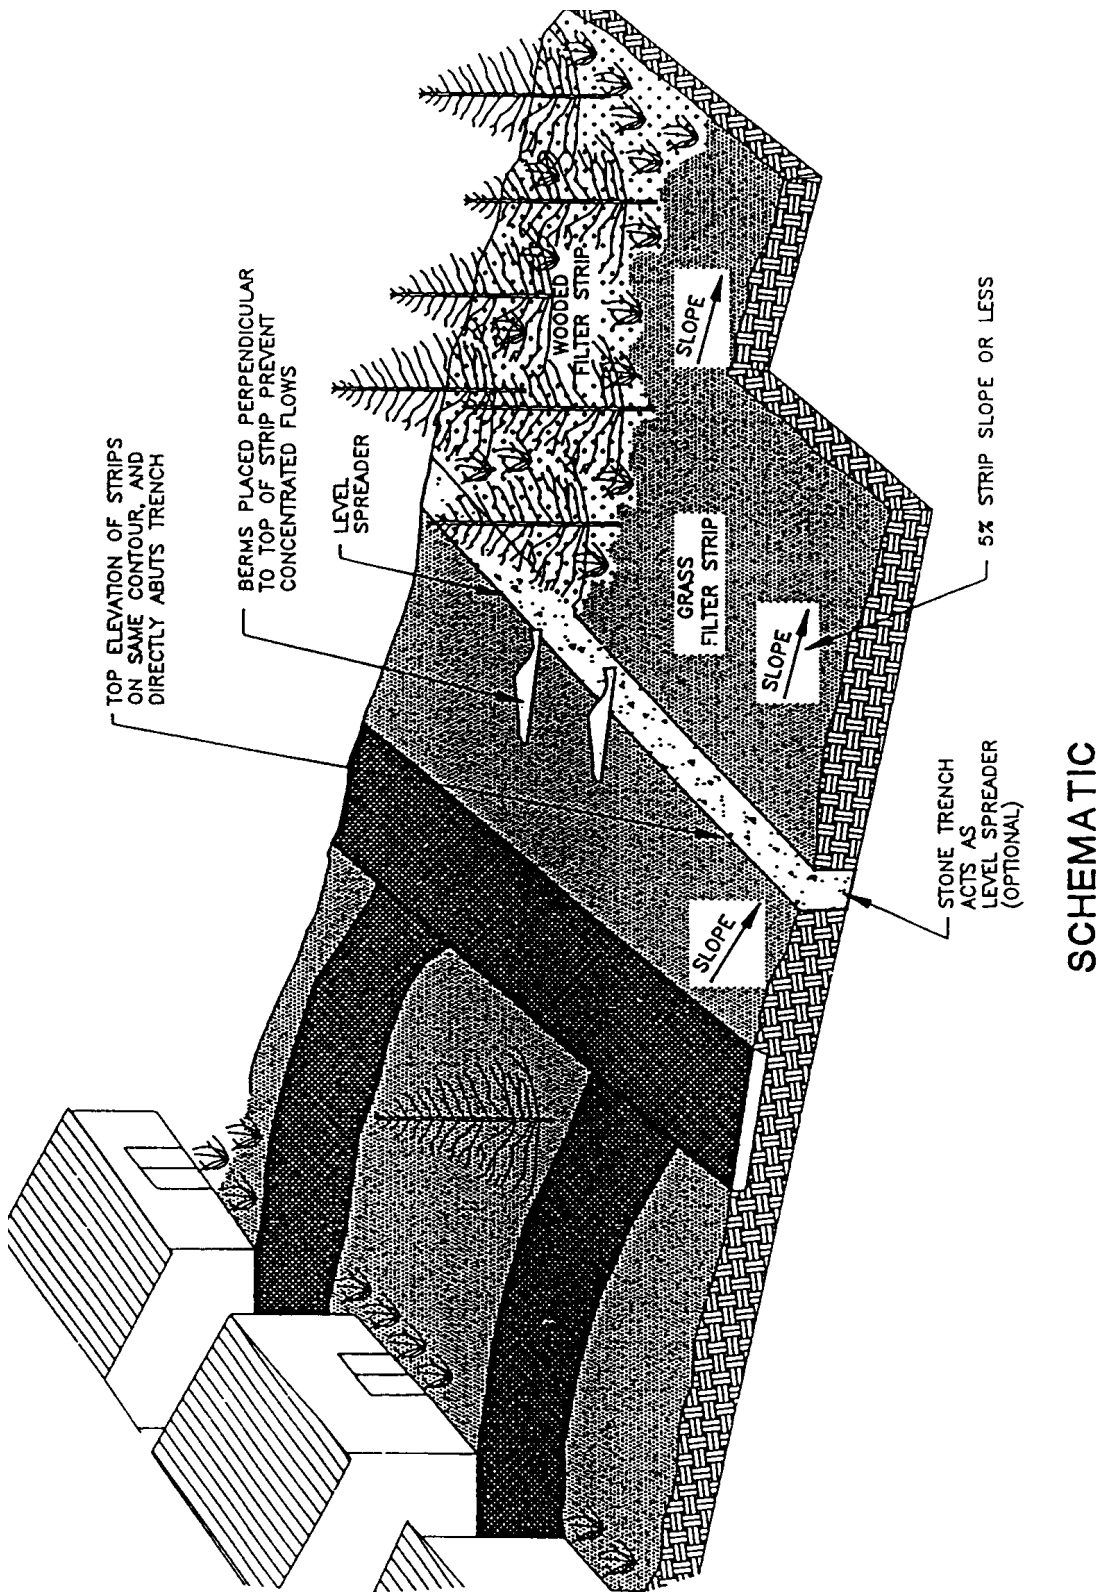 TOP ELEVATION OF STRIPS
ON SAME CONTOUR, AND
DIRECTLY ABUTS TRENCH
BERMS PLACED PERPENDICULAR
TO TOP OF STRIP PREVENT
CONCENTRATED FLOWS
LEVEL
SPREADER
WOODED
FILTER STRIP
SLOPE
GRASS
FILTER STRIP
SLOPE
SLOPE
5% STRIP SLOPE OR LESS
STONE TRENCH
ACTS AS
LEVEL SPREADER
(OPTIONAL)
SCHEMATIC